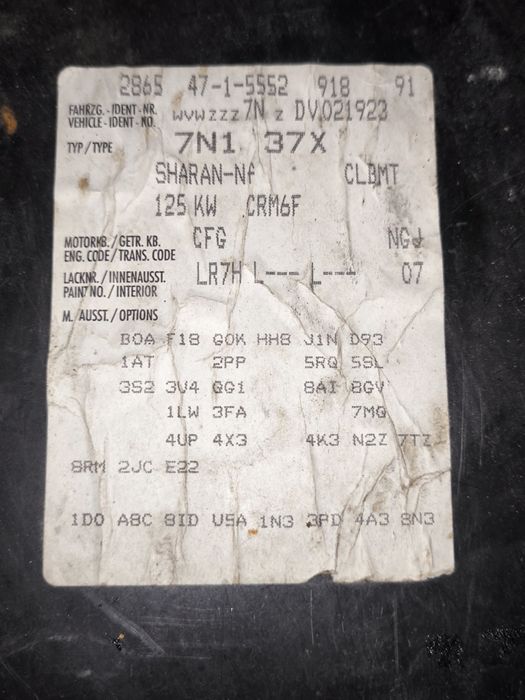 2865 47-1-5552 918 91
FAHRZG.-IDENT-NR. WVWZZZ7N Z DV021923
VEHICLE-IDENT-NO.
TYP/TYPE 7N1 37X
SHARAN-Nf CLBMT
125 KW CRM6F
MOTORKB./GETR. KB. CFG NGJ
ENG. CODE/TRANS. CODE
LACKNR./INNENAUSST. LR7H L--- L--- 07
PAINT NO./INTERIOR
M. AUSST./OPTIONS
B0A F18 G0K HH8 J1N D93
1AT 2PP 5RQ 5SL
3S2 3U4 QG1 8AI 8GV
1LW 3FA 7MG
4UP 4X3 4K3 N2Z 7TZ
8RM 2JC E22
1D0 A8C 8ID U5A 1N3 3PD 4A3 8N3